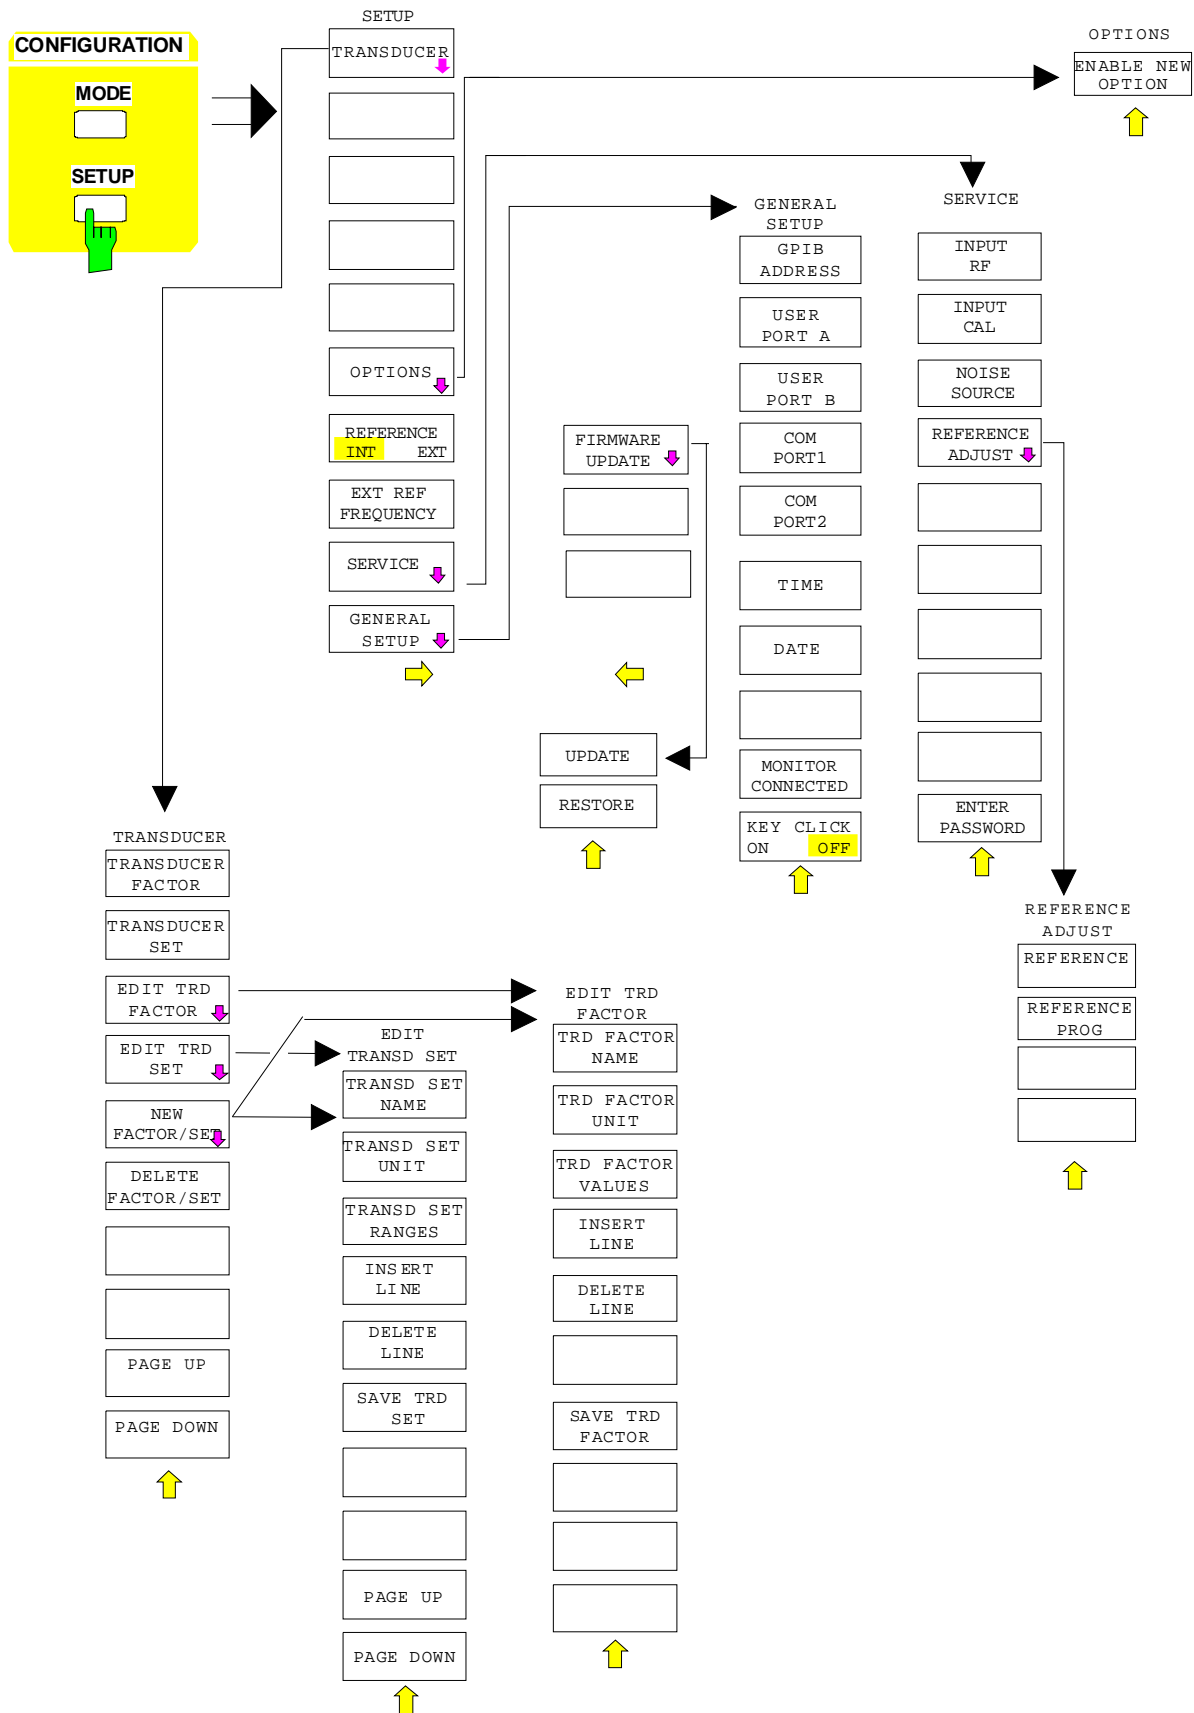 CONFIGURATION
MODE
SETUP
SETUP
TRANSDUCER
OPTIONS
REFERENCE
INT EXT
EXT REF
FREQUENCY
SERVICE
GENERAL
SETUP
FIRMWARE
UPDATE
UPDATE
RESTORE
GENERAL
SETUP
GPIB
ADDRESS
USER
PORT A
USER
PORT B
COM
PORT1
COM
PORT2
TIME
DATE
MONITOR
CONNECTED
KEY CLICK
ON OFF
SERVICE
INPUT
RF
INPUT
CAL
NOISE
SOURCE
REFERENCE
ADJUST
ENTER
PASSWORD
OPTIONS
ENABLE NEW
OPTION
REFERENCE
ADJUST
REFERENCE
REFERENCE
PROG
TRANSDUCER
TRANSDUCER
FACTOR
TRANSDUCER
SET
EDIT TRD
FACTOR
EDIT TRD
SET
NEW
FACTOR/SET
DELETE
FACTOR/SET
PAGE UP
PAGE DOWN
EDIT
TRANSD SET
TRANSD SET
NAME
TRANSD SET
UNIT
TRANSD SET
RANGES
INSERT
LINE
DELETE
LINE
SAVE TRD
SET
PAGE UP
PAGE DOWN
EDIT TRD
FACTOR
TRD FACTOR
NAME
TRD FACTOR
UNIT
TRD FACTOR
VALUES
INSERT
LINE
DELETE
LINE
SAVE TRD
FACTOR